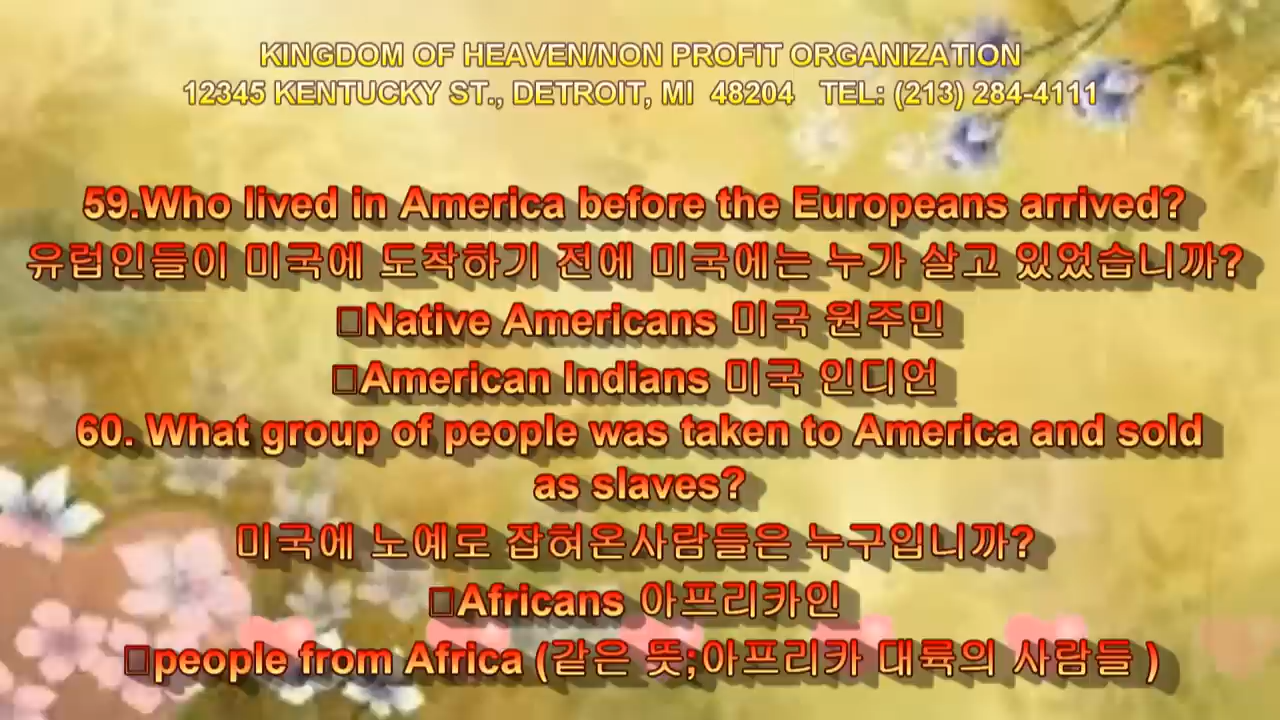 KINGDOM OF HEAVEN/NON PROFIT ORGANIZATION
12345 KENTUCKY ST., DETROIT, MI 48204 TEL: (213) 284-4111
59.Who lived in America before the Europeans arrived?
유럽인들이 미국에 도착하기 전에 미국에는 누가 살고 있었습니까?
□Native Americans 미국 원주민
□American Indians 미국 인디언
60. What group of people was taken to America and sold
as slaves?
미국에 노예로 잡혀온사람들은 누구입니까?
□Africans 아프리카인
□people from Africa (같은 뜻;아프리카 대륙의 사람들 )